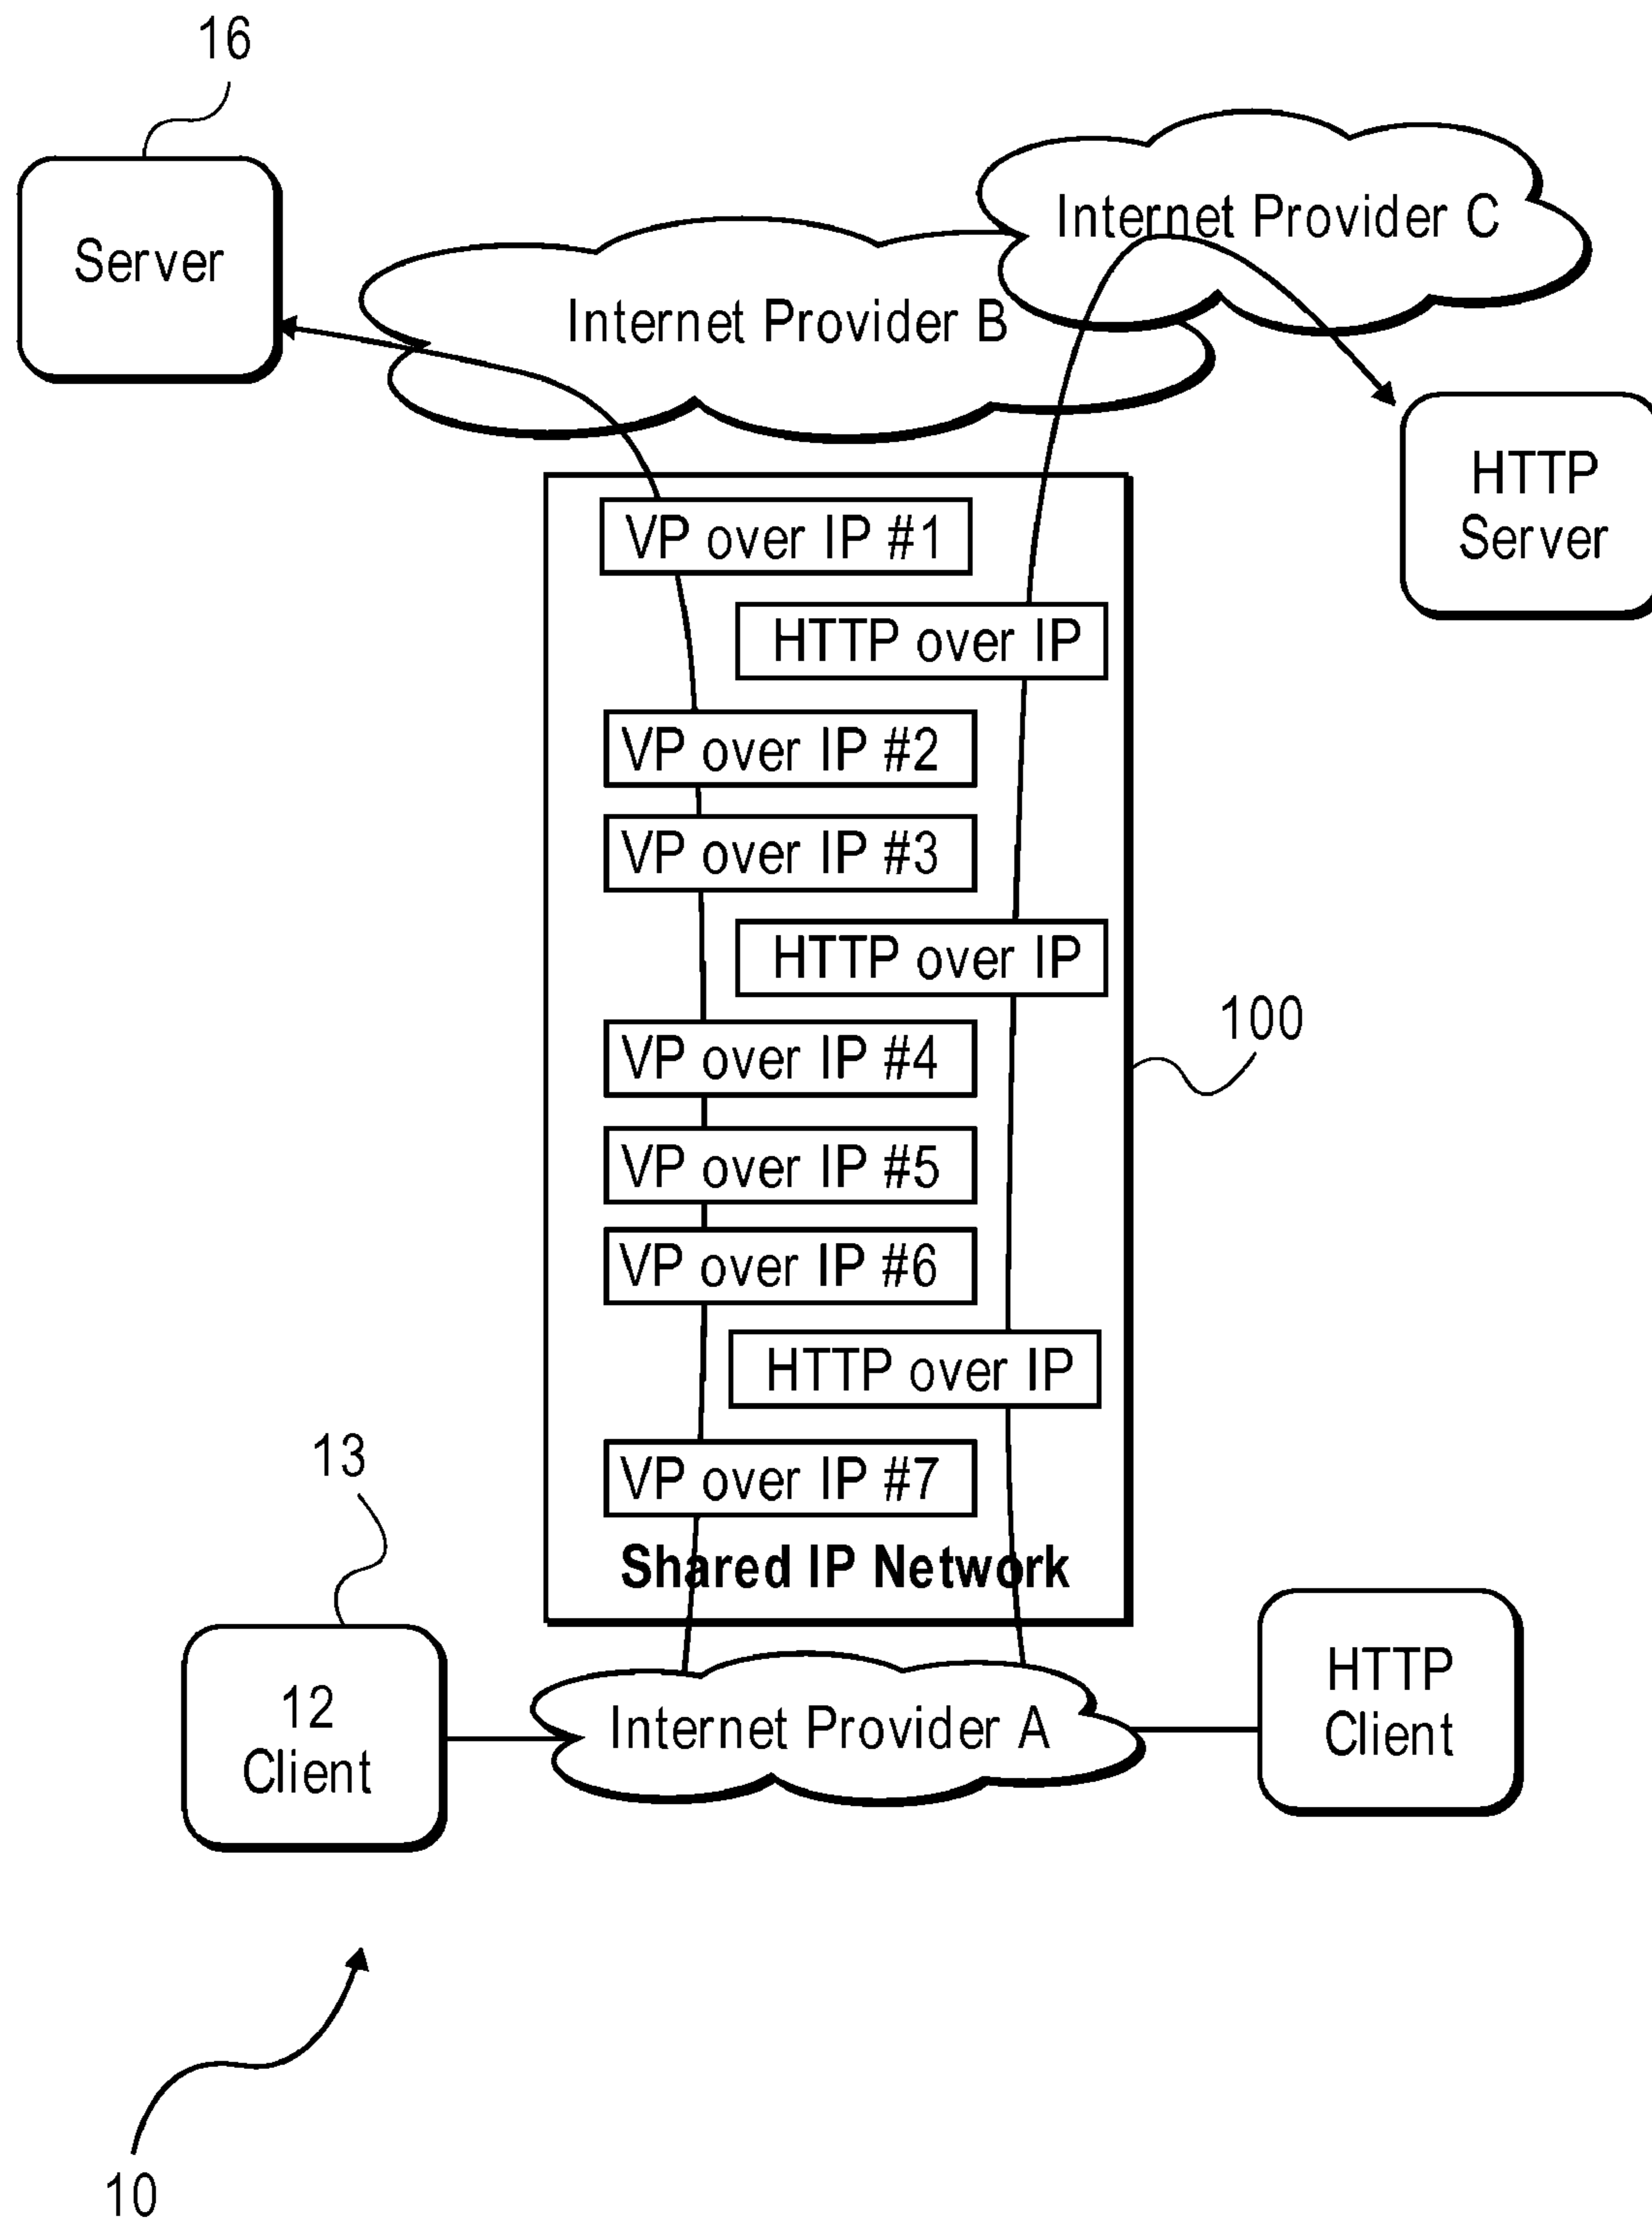 16
Server
Internet Provider C
Internet Provider B
HTTP
Server
VP over IP #1
HTTP over IP
VP over IP #2
VP over IP #3
HTTP over IP
100
VP over IP #4
VP over IP #5
VP over IP #6
HTTP over IP
13
VP over IP #7
Shared IP Network
12
Client
Internet Provider A
HTTP
Client
10